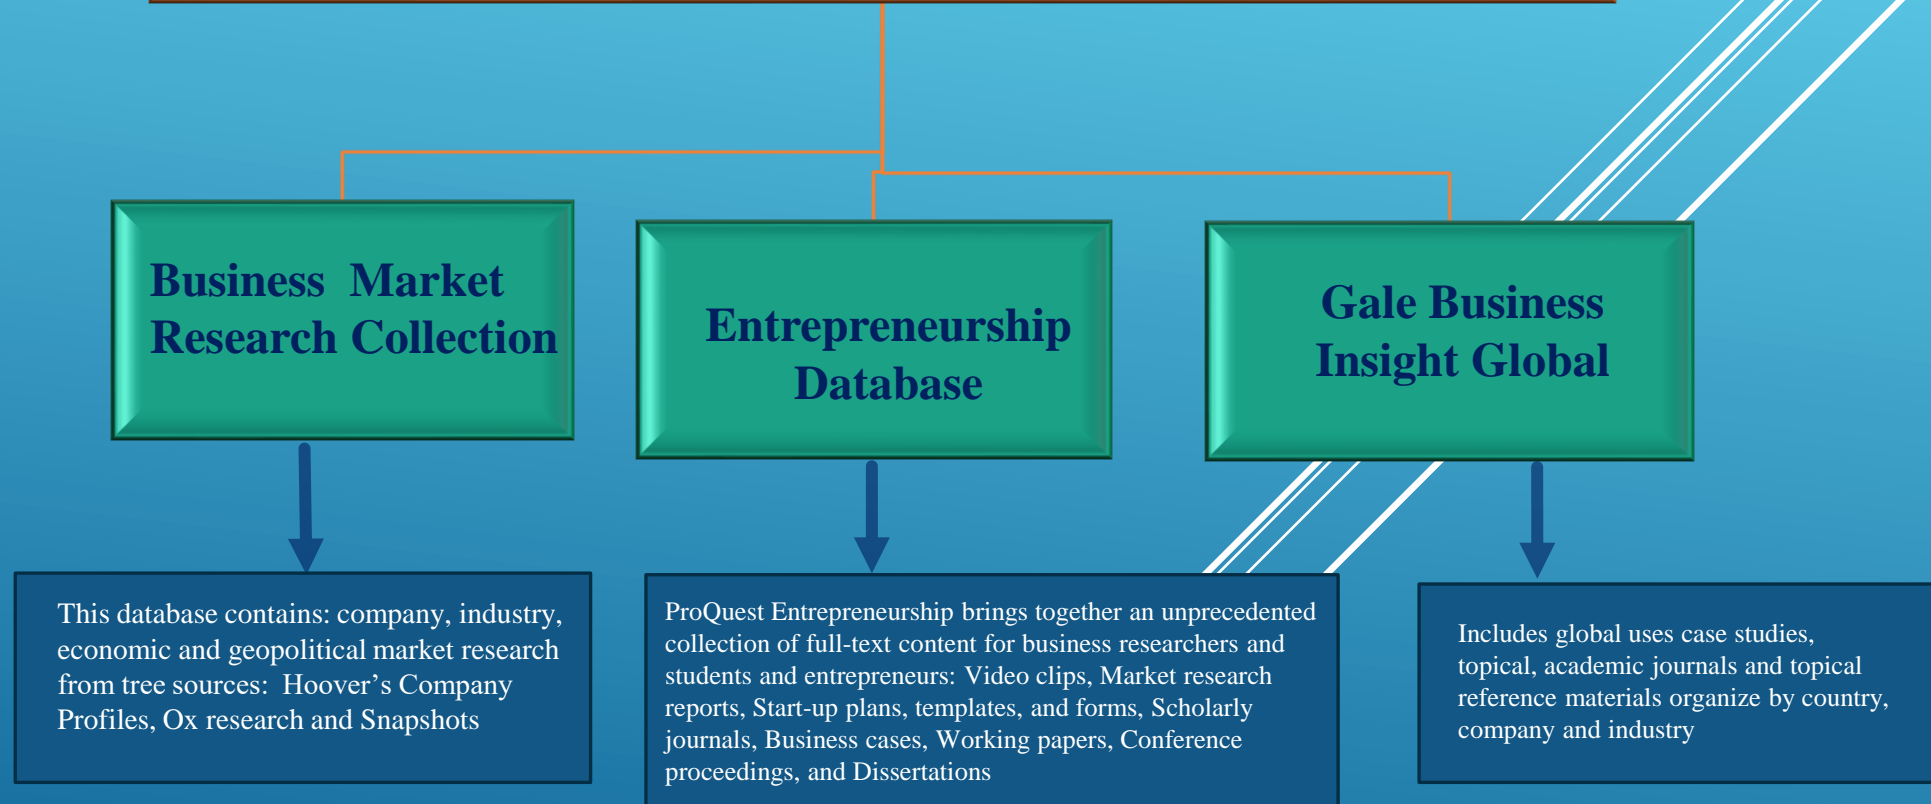 Business Market
Research Collection
Entrepreneurship
Database
Gale Business
Insight Global
This database contains: company, industry,
economic and geopolitical market research
from tree sources: Hoover's Company
Profiles, Ox research and Snapshots
ProQuest Entrepreneurship brings together an unprecedented
collection of full-text content for business researchers and
students and entrepreneurs: Video clips, Market research
reports, Start-up plans, templates, and forms, Scholarly
journals, Business cases, Working papers, Conference
proceedings, and Dissertations
Includes global uses case studies,
topical, academic journals and topical
reference materials organize by country,
company and industry